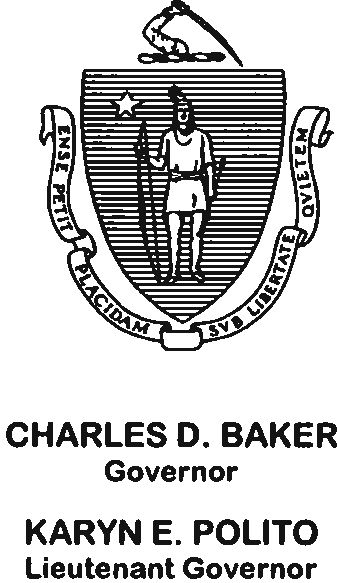 ENSE PETIT PLACIDAM SVB LIBERTATE QVIETEM
CHARLES D. BAKER
Governor
KARYN E. POLITO
Lieutenant Governor